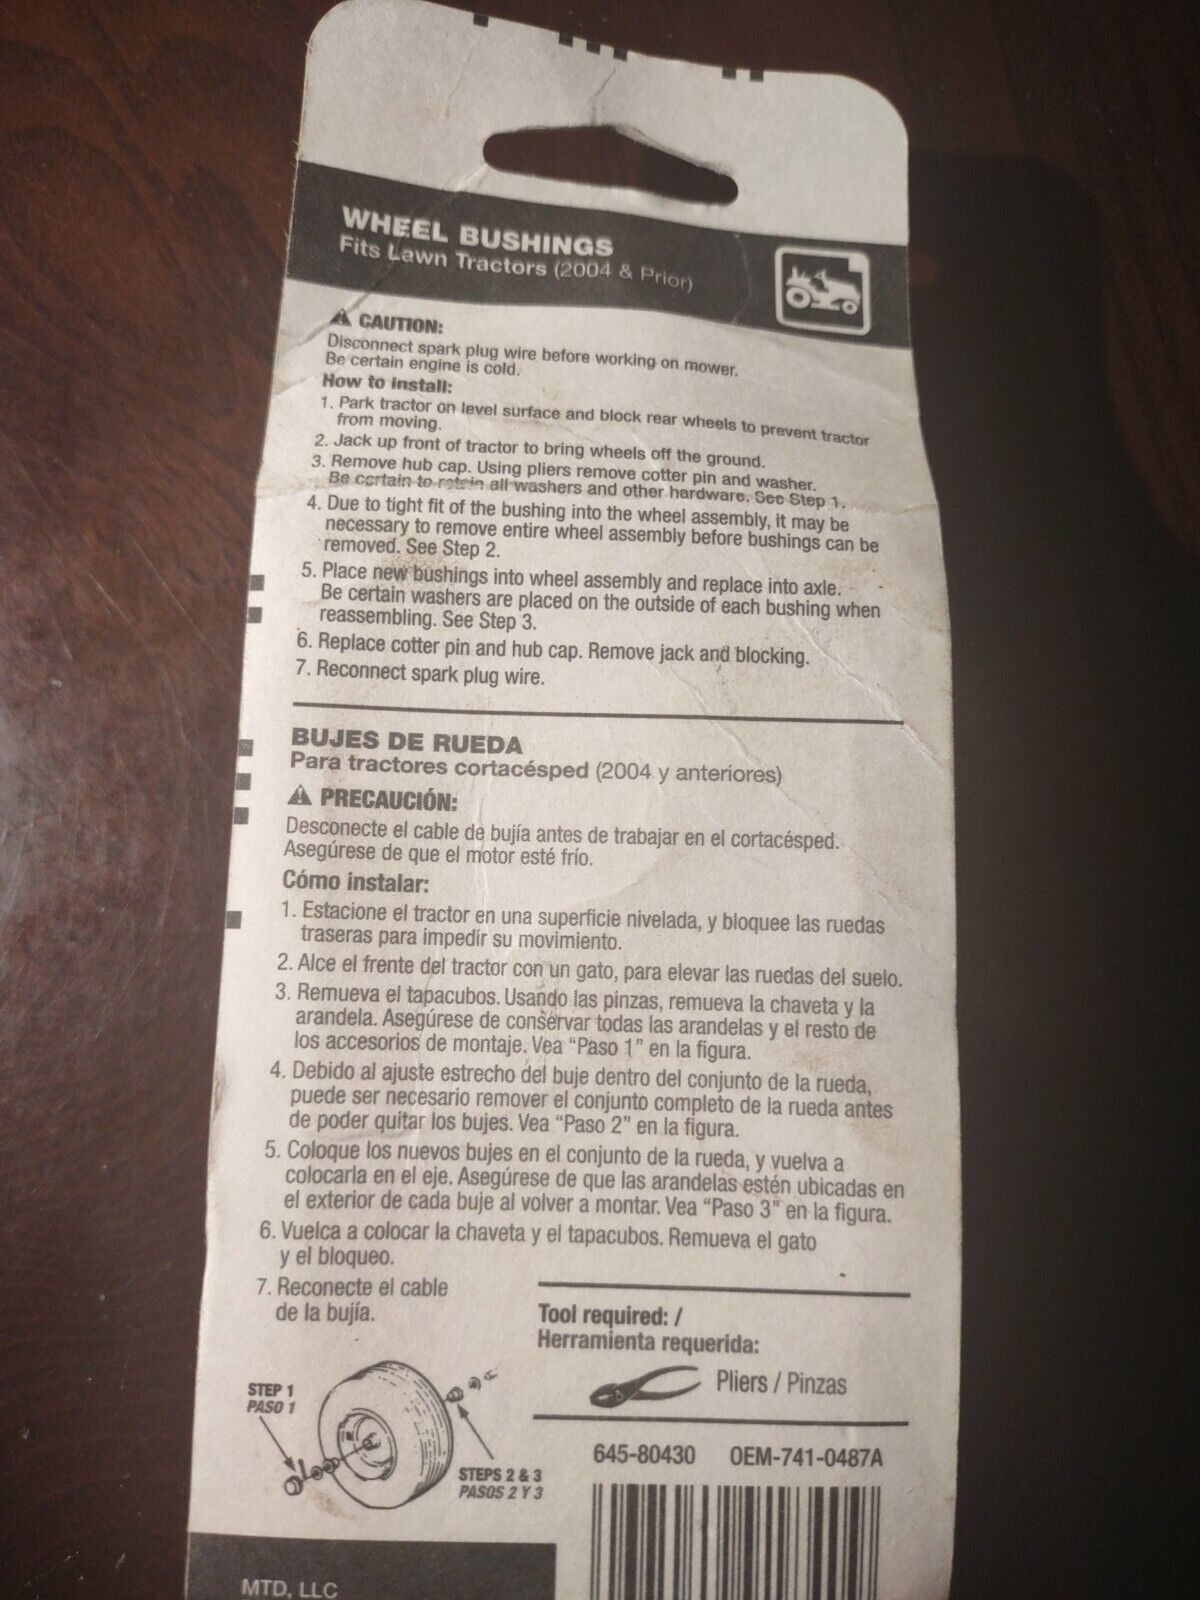 WHEEL BUSHINGS
Fits Lawn Tractors (2004 & Prior)
CAUTION:
Disconnect spark plug wire before working on mower.
Be certain engine is cold.
How to install:
1. Park tractor on level surface and block rear wheels to prevent tractor
from moving.
2. Jack up front of tractor to bring wheels off the ground.
3. Remove hub cap. Using pliers remove cotter pin and washer.
Be certain to retain all washers and other hardware. See Step 1.
4. Due to tight fit of the bushing into the wheel assembly, it may be
necessary to remove entire wheel assembly before bushings can be
removed. See Step 2.
5. Place new bushings into wheel assembly and replace into axle.
Be certain washers are placed on the outside of each bushing when
reassembling. See Step 3.
6. Replace cotter pin and hub cap. Remove jack and blocking.
7. Reconnect spark plug wire.
BUJES DE RUEDA
Para tractores cortacésped (2004 y anteriores)
PRECAUCIÓN:
Desconecte el cable de bujía antes de trabajar en el cortacésped.
Asegúrese de que el motor esté frío.
Cómo instalar:
1. Estacione el tractor en una superficie nivelada, y bloquee las ruedas
traseras para impedir su movimiento.
2. Alce el frente del tractor con un gato, para elevar las ruedas del suelo.
3. Remueva el tapacubos. Usando las pinzas, remueva la chaveta y la
arandela. Asegúrese de conservar todas las arandelas y el resto de
los accesorios de montaje. Vea “Paso 1” en la figura.
4. Debido al ajuste estrecho del buje dentro del conjunto de la rueda,
puede ser necesario remover el conjunto completo de la rueda antes
de poder quitar los bujes. Vea “Paso 2” en la figura.
5. Coloque los nuevos bujes en el conjunto de la rueda, y vuelva a
colocarla en el eje. Asegúrese de que las arandelas estén ubicadas en
el exterior de cada buje al volver a montar. Vea “Paso 3” en la figura.
6. Vuelca a colocar la chaveta y el tapacubos. Remueva el gato
y el bloqueo.
7. Reconecte el cable
de la bujía.
Tool required: /
Herramienta requerida:
Pliers / Pinzas
STEP 1
PASO 1
STEPS 2 & 3
PASOS 2 Y 3
645-80430 OEM-741-0487A
MTD, LLC